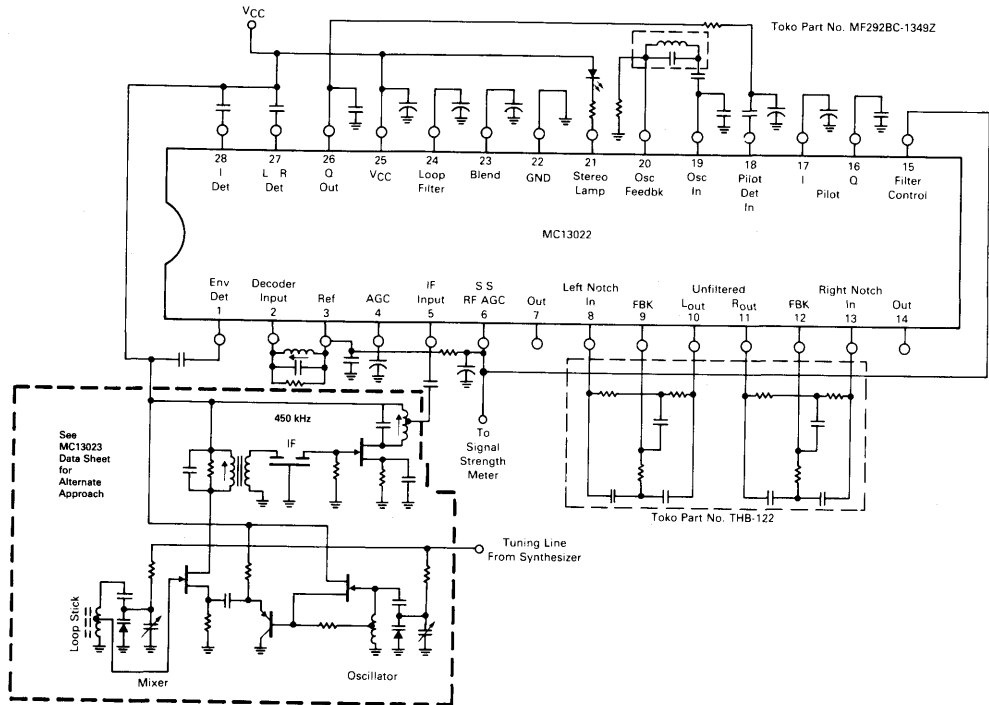 VCC
Toko Part No. MF292BC-1349Z
28 27 26 25 24 23 22 21 20 19 18 17 16 15
I Det
L R Det
Q Out
VCC
Loop Filter
Blend
GND
Stereo Lamp
Osc Feedbk
Osc In
Pilot Det In
I
Q
Pilot
Filter Control
MC13022
Env Det
Decoder Input
Ref
AGC
IF Input
S S RF AGC
Out
Left Notch In
FBK
Unfiltered
Lout
Rout
FBK
Right Notch In
Out
1 2 3 4 5 6 7 8 9 10 11 12 13 14
See
MC13023
Data Sheet
for
Alternate
Approach
450 kHz
IF
To
Signal
Strength
Meter
Toko Part No. THB-122
Tuning Line
From Synthesizer
Loop Stick
Mixer
Oscillator